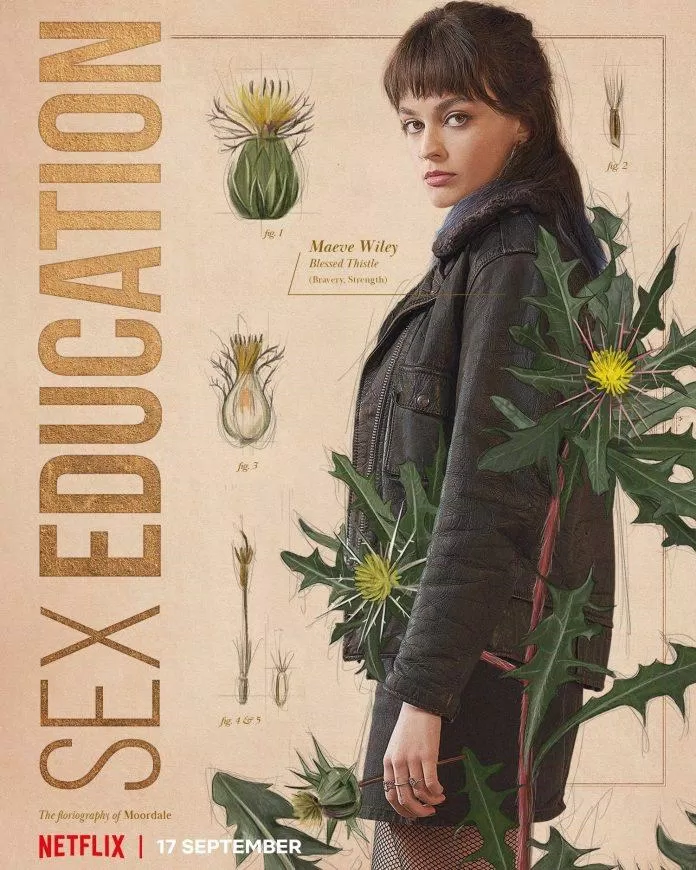 SEX EDUCATION
fig. 1
fig. 2
Maeve Wiley
Blessed Thistle
(Bravery, Strength)
fig. 3
fig. 4 & 5
The floriography of Moordale
NETFLIX | 17 SEPTEMBER